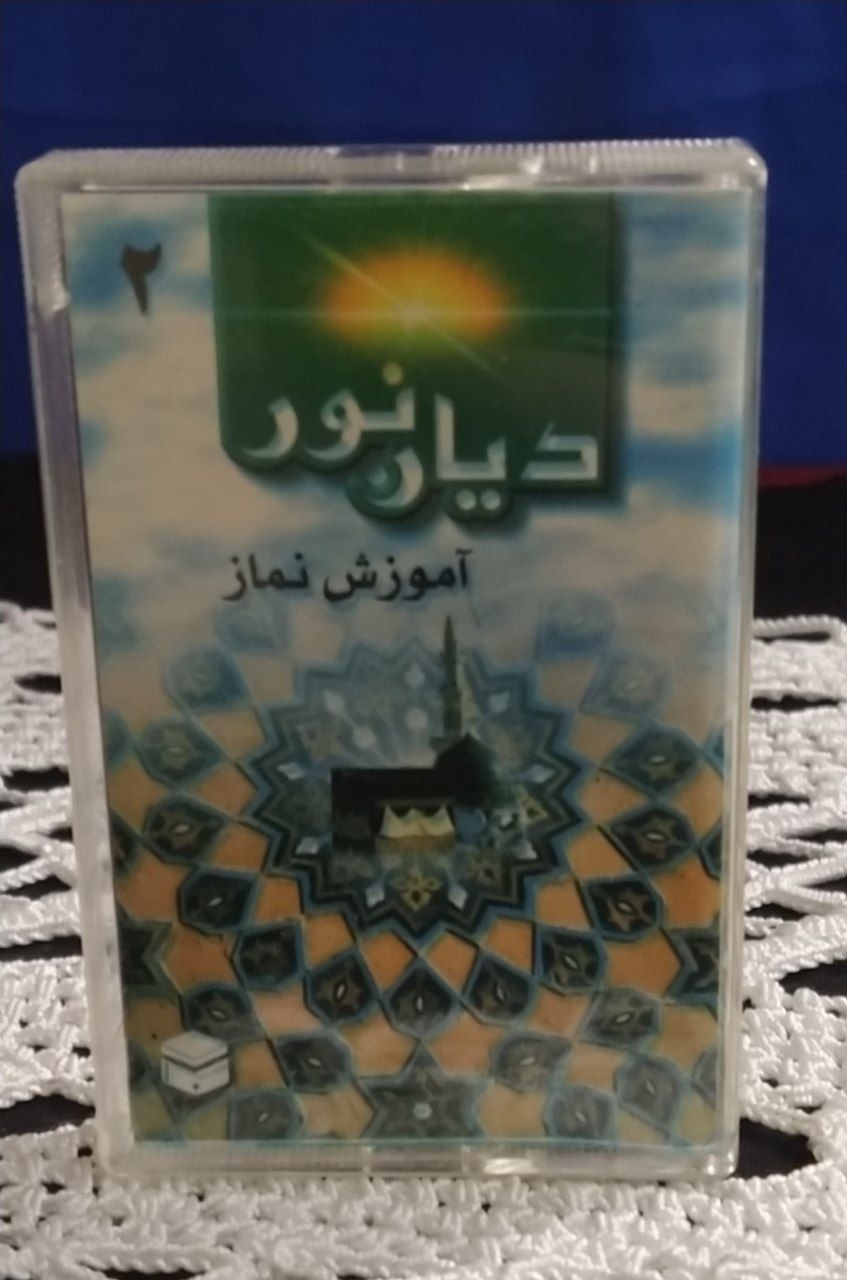 ۲
دیار نور
آموزش نماز